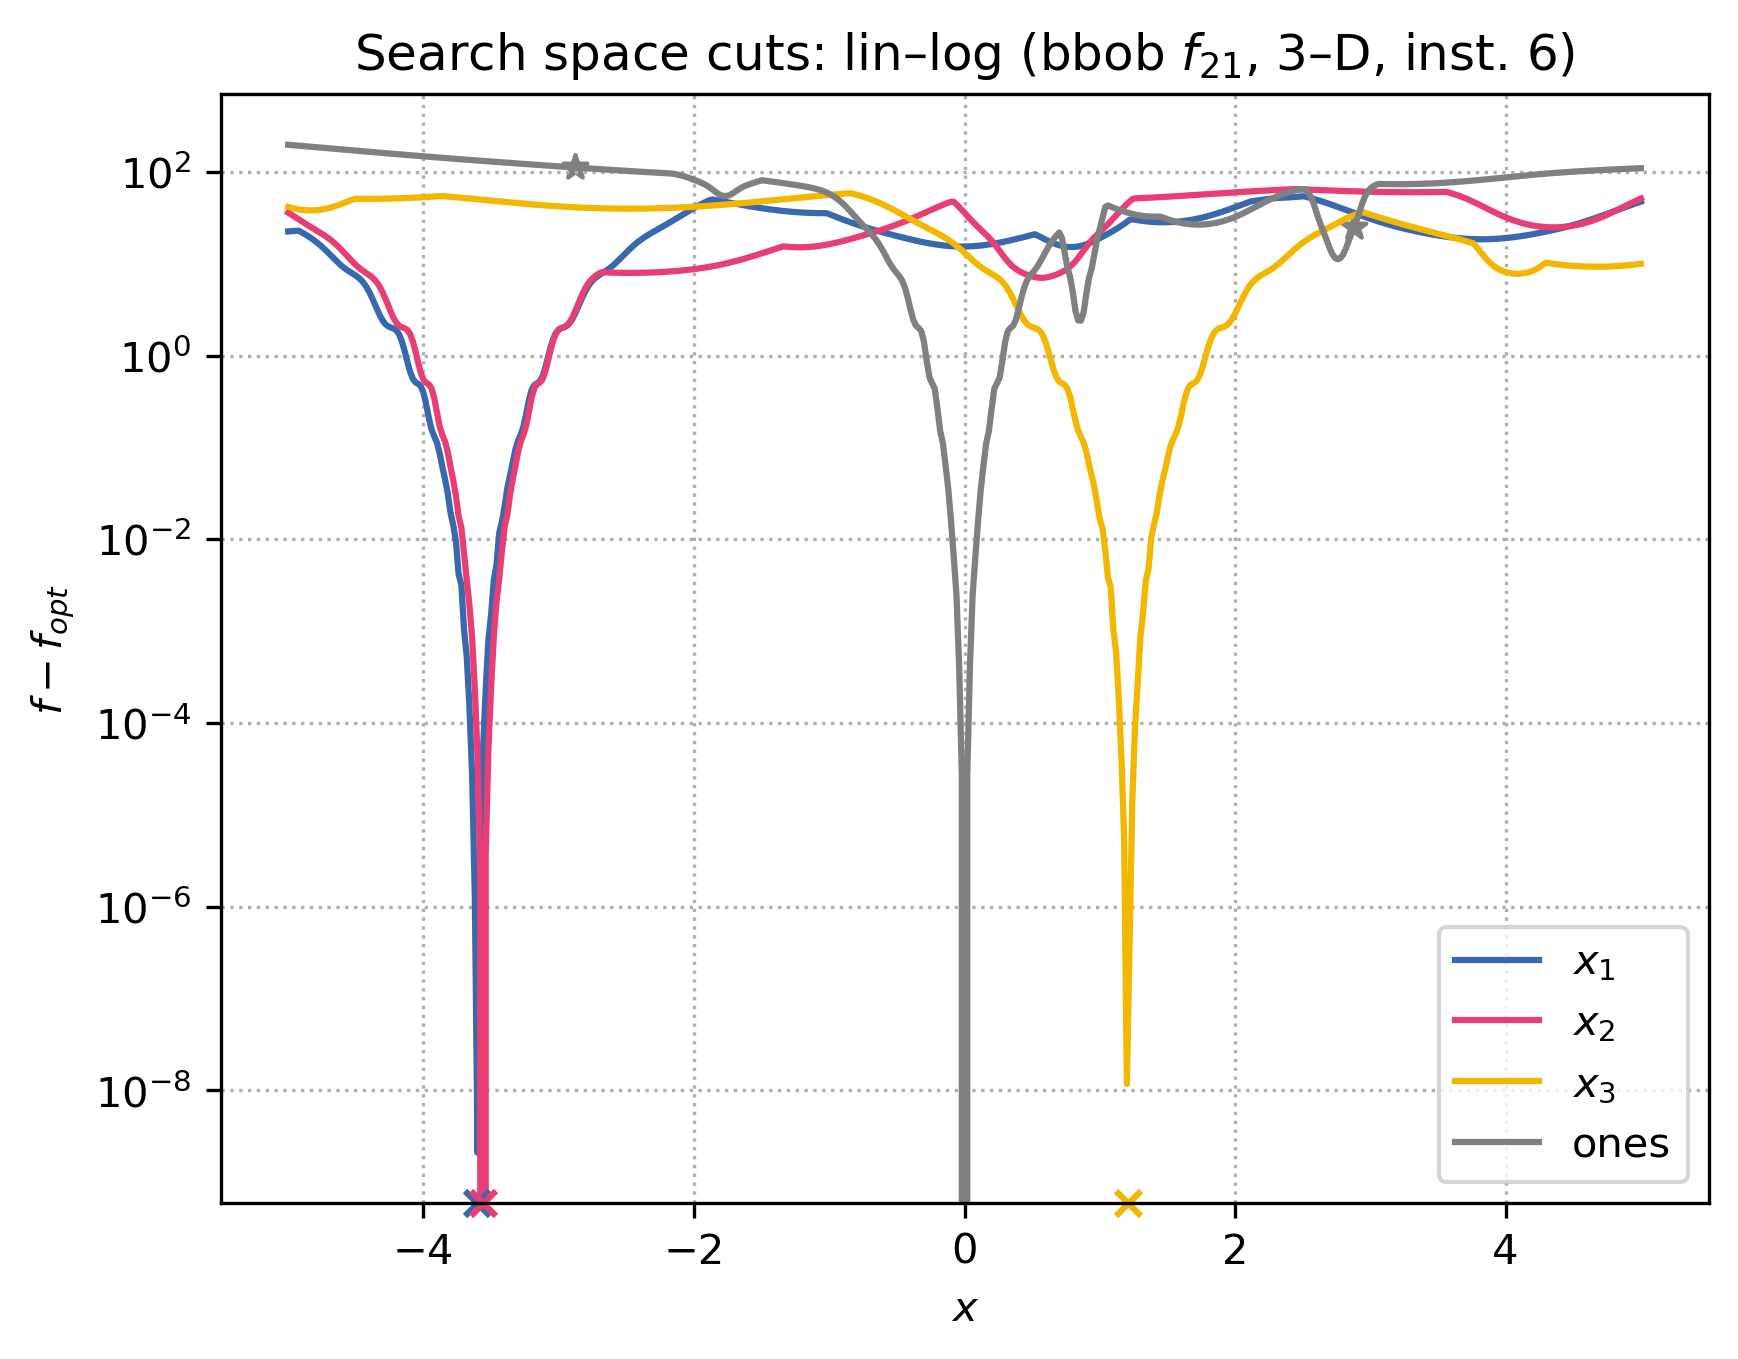 Search space cuts: lin–log (bbob f21, 3–D, inst. 6)
10^2
10^0
10^−2
10^−4
10^−6
10^−8
f − fopt
−4 −2 0 2 4
x
x1
x2
x3
ones